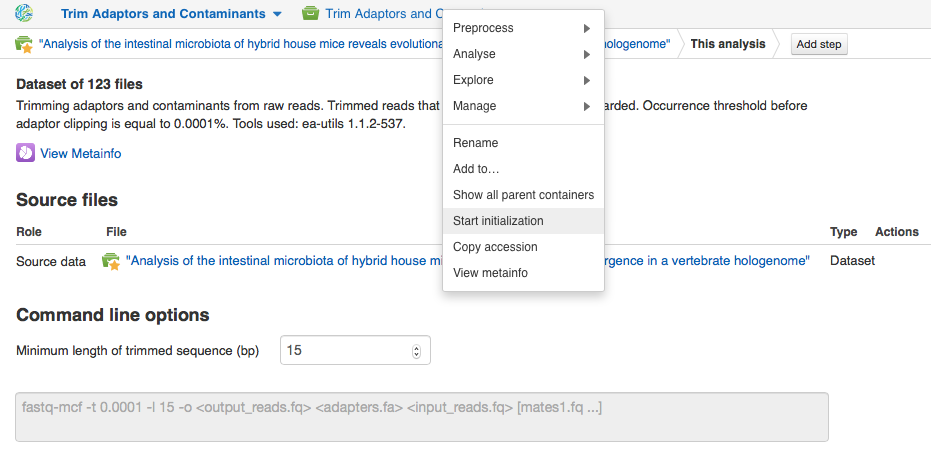 Trim Adaptors and Contaminants Trim Adaptors and Co
"Analysis of the intestinal microbiota of hybrid house mice reveals evolutiona hologenome" This analysis Add step
Preprocess
Analyse
Explore
Manage
Rename
Add to…
Show all parent containers
Start initialization
Copy accession
View metainfo
Dataset of 123 files
Trimming adaptors and contaminants from raw reads. Trimmed reads that arded. Occurrence threshold before
adaptor clipping is equal to 0.0001%. Tools used: ea-utils 1.1.2-537.
View Metainfo
Source files
Role File Type Actions
Source data "Analysis of the intestinal microbiota of hybrid house mi rgence in a vertebrate hologenome" Dataset
Command line options
Minimum length of trimmed sequence (bp) 15
fastq-mcf -t 0.0001 -l 15 -o <output_reads.fq> <adapters.fa> <input_reads.fq> [mates1.fq ...]